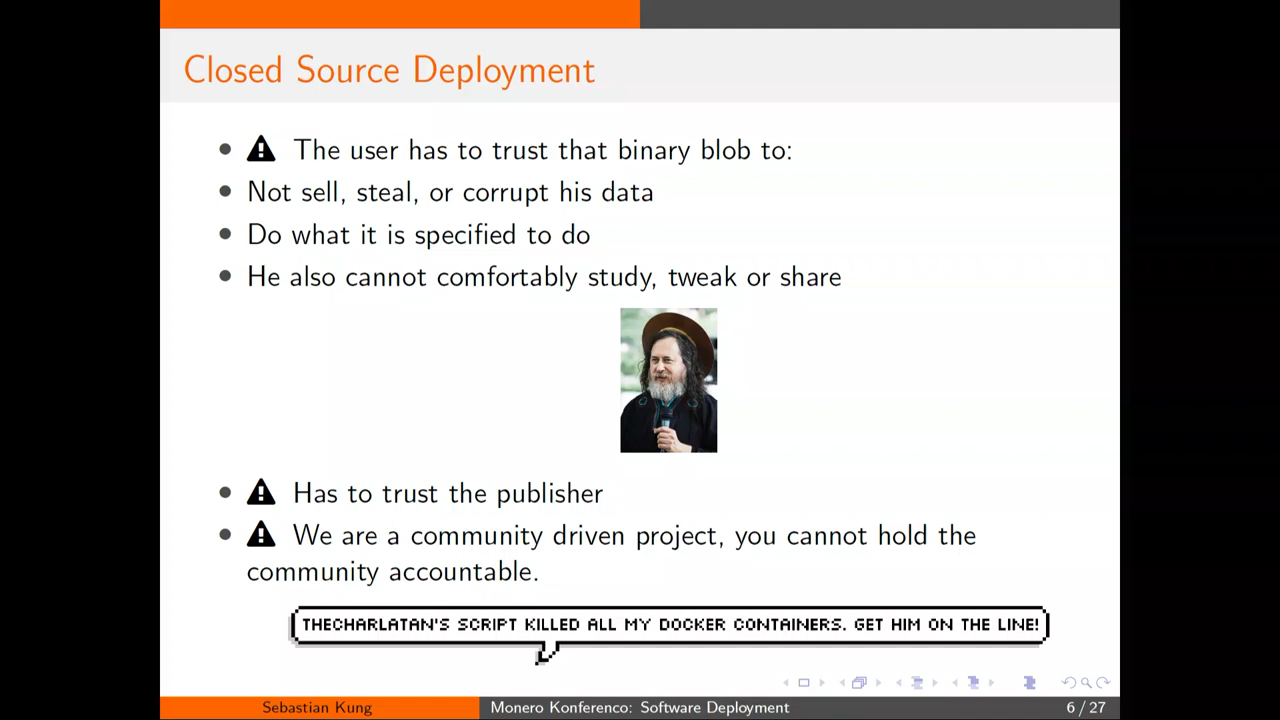 Closed Source Deployment
The user has to trust that binary blob to:
Not sell, steal, or corrupt his data
Do what it is specified to do
He also cannot comfortably study, tweak or share
Has to trust the publisher
We are a community driven project, you cannot hold the
community accountable.
THECHARLATAN'S SCRIPT KILLED ALL MY DOCKER CONTAINERS. GET HIM ON THE LINE!
Sebastian Kung
Monero Konferenco: Software Deployment
6 / 27